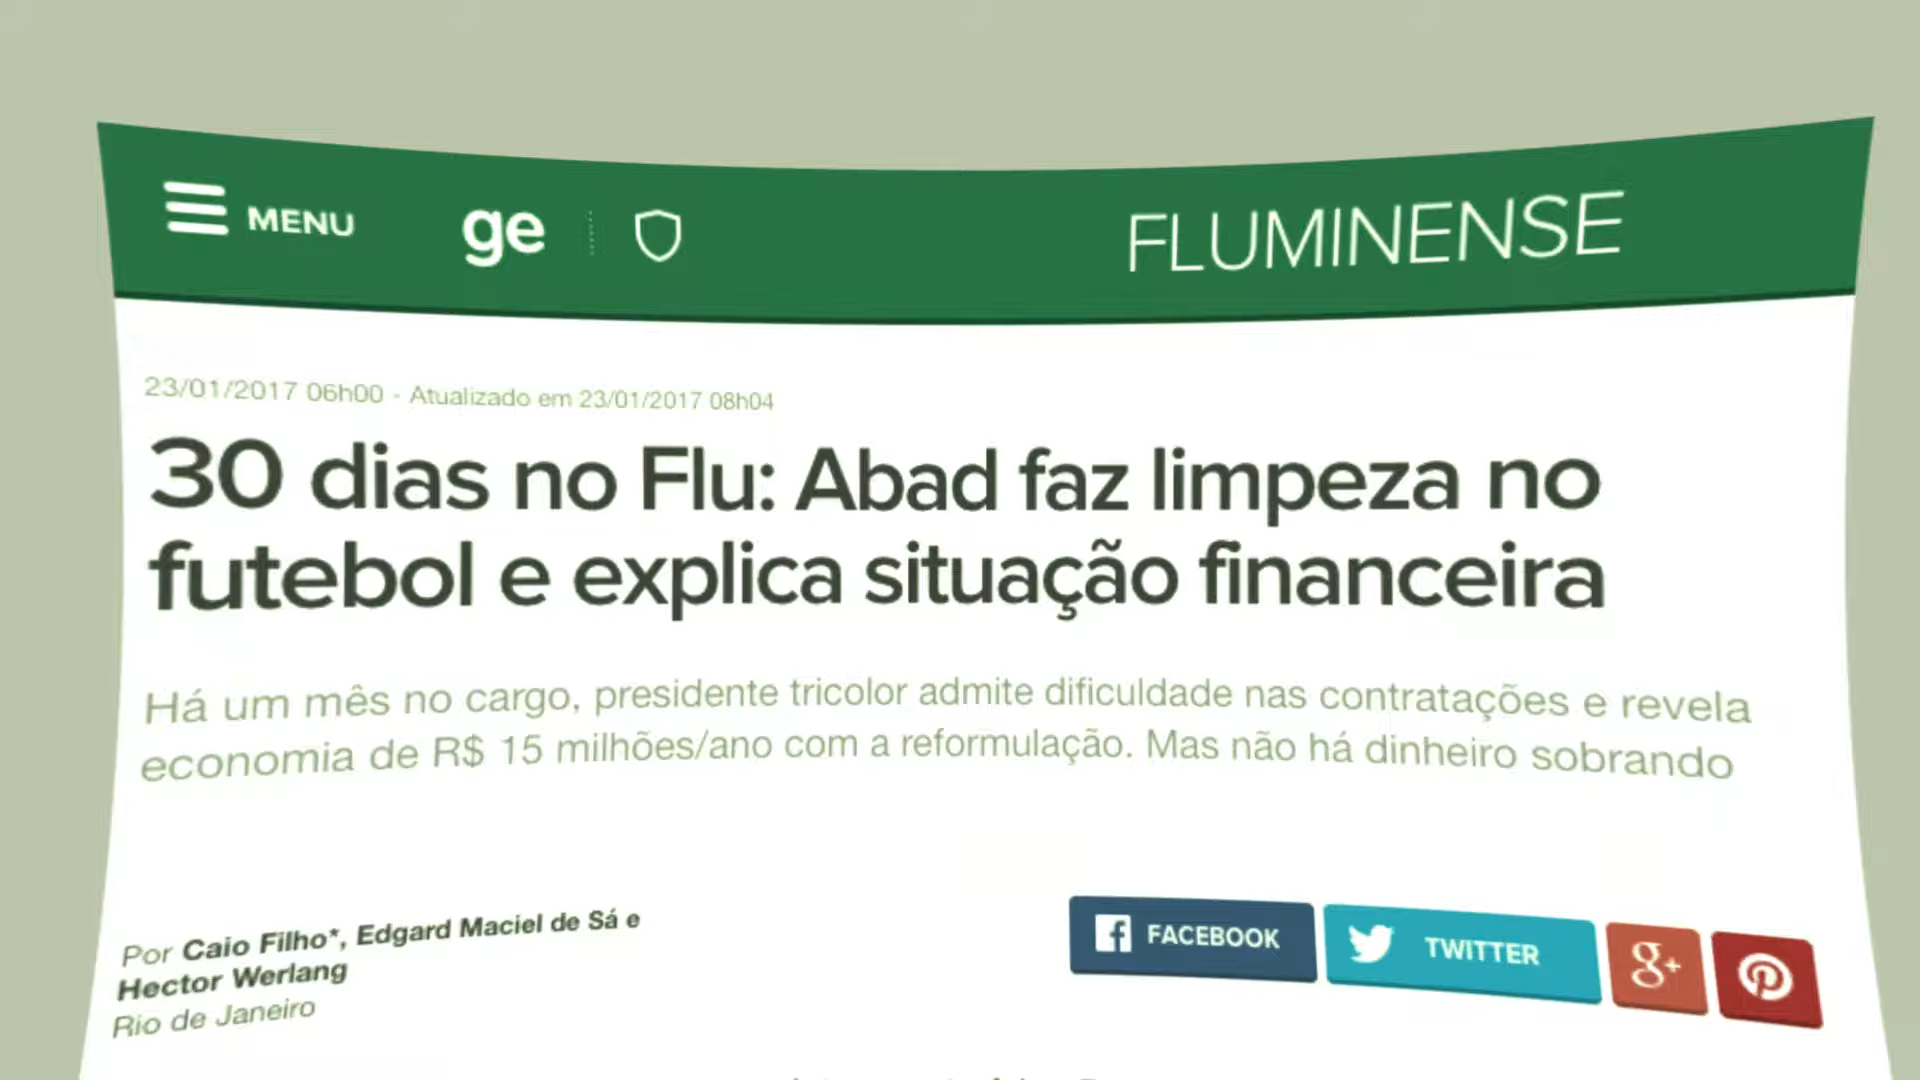 MENU ge FLUMINENSE
23/01/2017 06h00 - Atualizado em 23/01/2017 08h04
30 dias no Flu: Abad faz limpeza no
futebol e explica situação financeira
Há um mês no cargo, presidente tricolor admite dificuldade nas contratações e revela
economia de R$ 15 milhões/ano com a reformulação. Mas não há dinheiro sobrando
Por Caio Filho*, Edgard Maciel de Sá e
Hector Werlang
Rio de Janeiro
FACEBOOK TWITTER g+